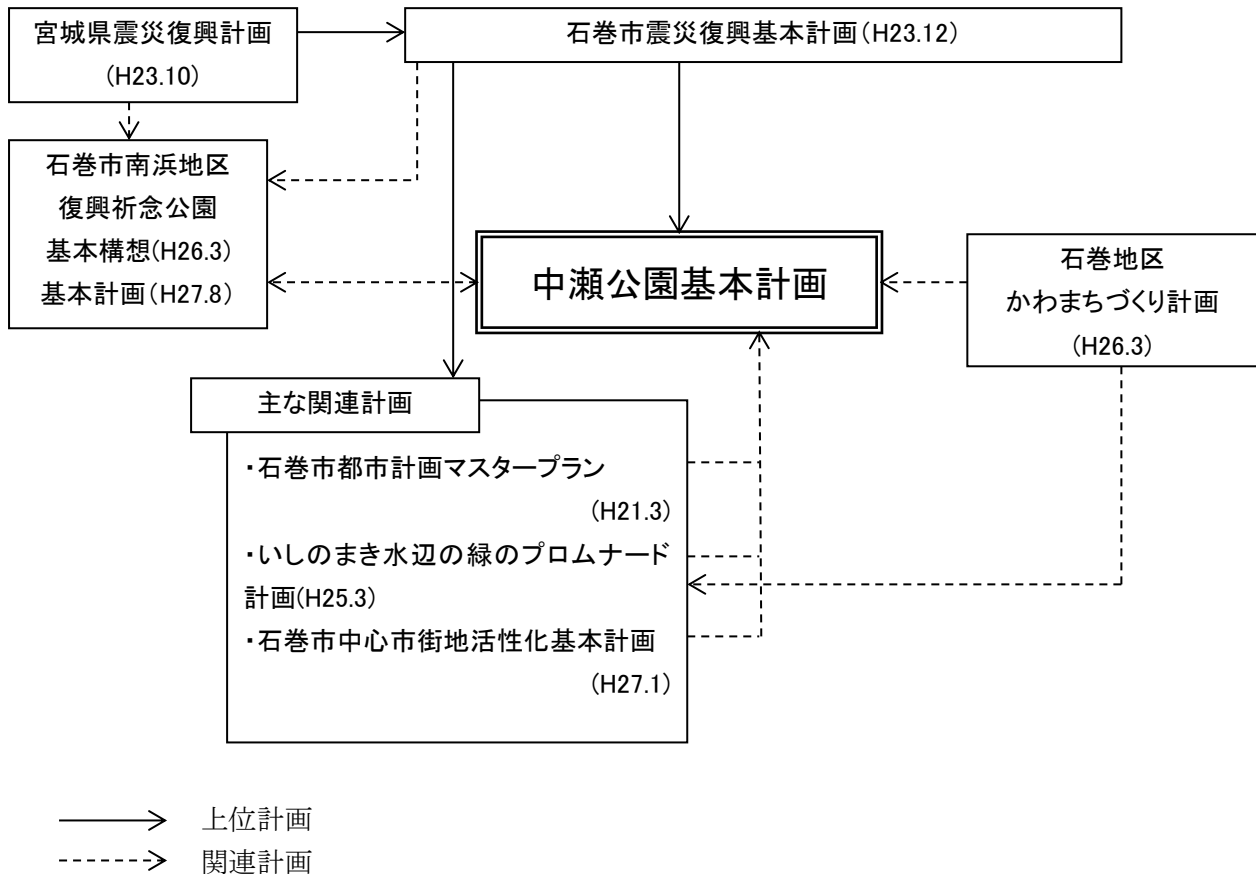 宮城県震災復興計画
(H23.10)
石巻市震災復興基本計画(H23.12)
石巻市南浜地区
復興祈念公園
基本構想(H26.3)
基本計画(H27.8)
中瀬公園基本計画
石巻地区
かわまちづくり計画
(H26.3)
主な関連計画
・石巻市都市計画マスタープラン
(H21.3)
・いしのまき水辺の緑のプロムナード
計画(H25.3)
・石巻市中心市街地活性化基本計画
(H27.1)
上位計画
関連計画